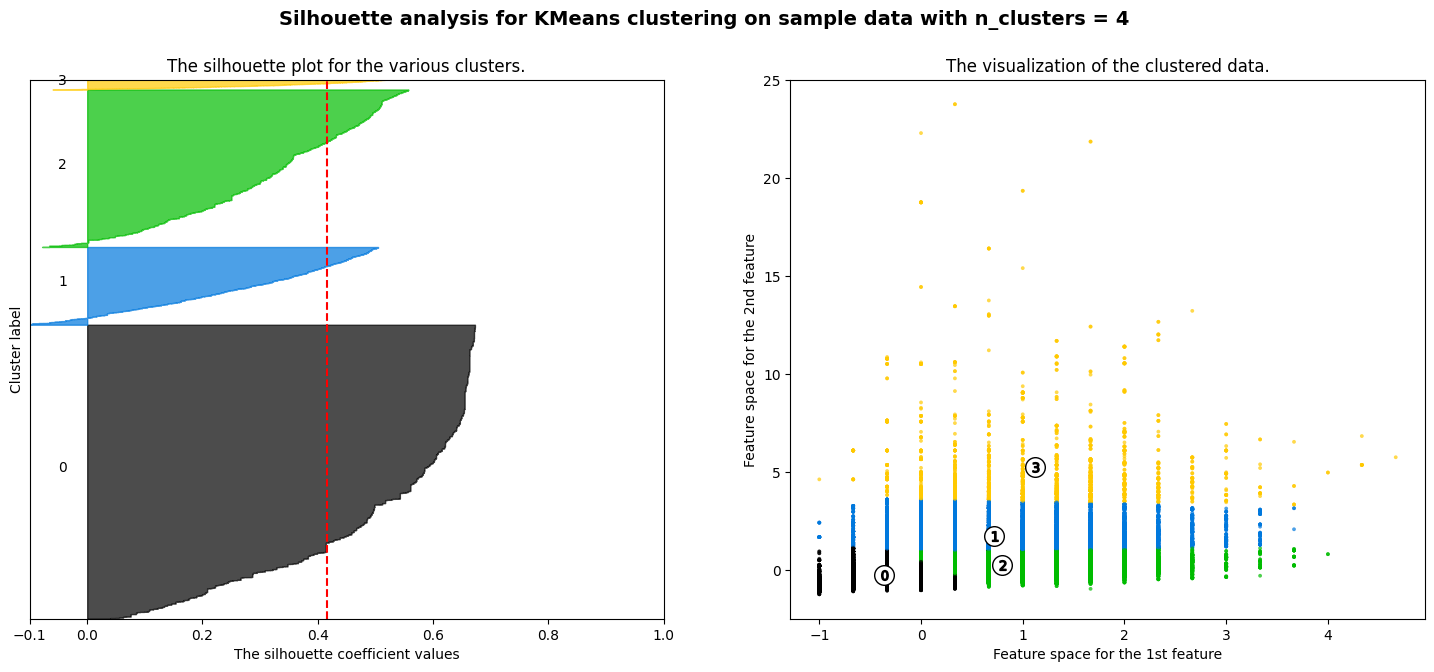 Silhouette analysis for KMeans clustering on sample data with n_clusters = 4
The silhouette plot for the various clusters.
3
2
1
0
Cluster label
−0.1 0.0 0.2 0.4 0.6 0.8 1.0
The silhouette coefficient values
The visualization of the clustered data.
25
20
15
10
5
0
Feature space for the 2nd feature
3
1
2
0
−1 0 1 2 3 4
Feature space for the 1st feature